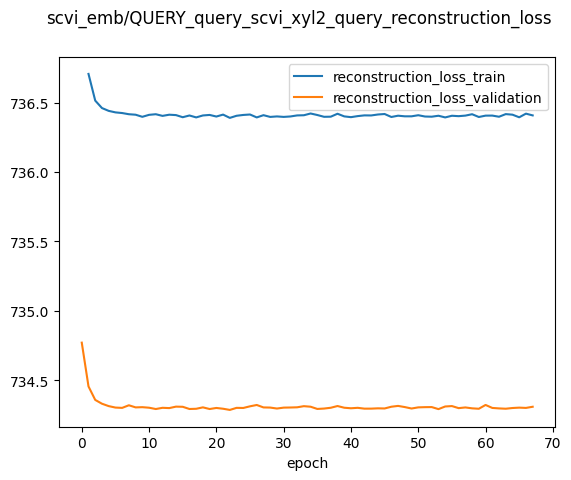 scvi_emb/QUERY_query_scvi_xyl2_query_reconstruction_loss
reconstruction_loss_train
reconstruction_loss_validation
736.5
736.0
735.5
735.0
734.5
0 10 20 30 40 50 60 70
epoch